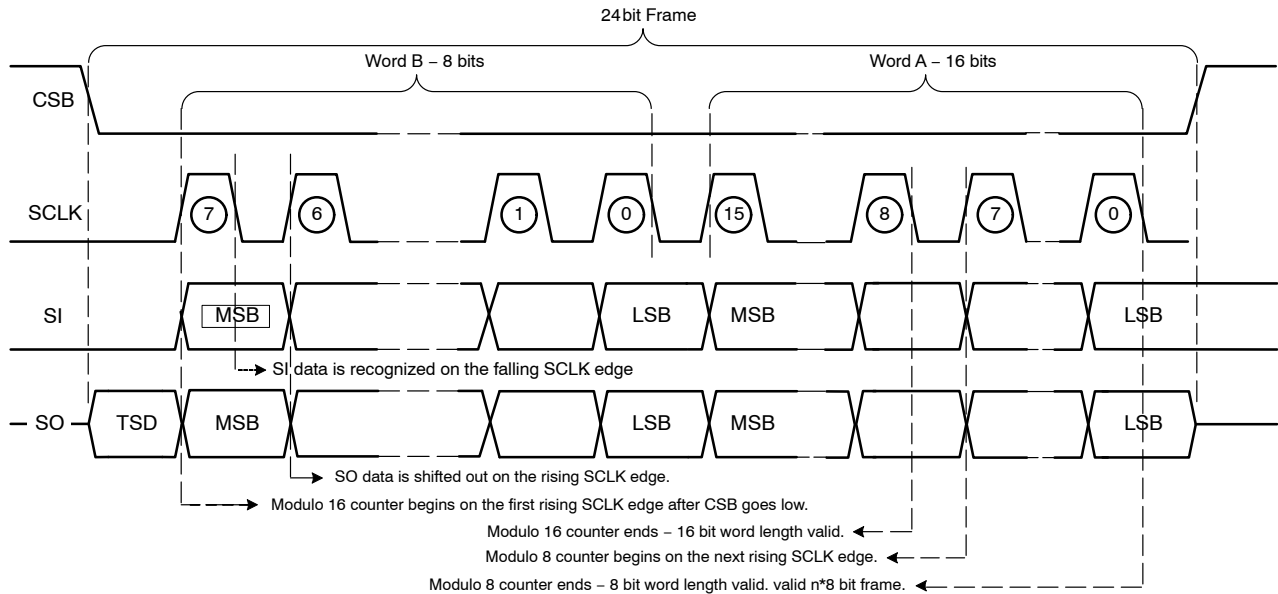 24bit Frame
Word B – 8 bits
Word A – 16 bits
CSB
SCLK
7
6
1
0
15
8
7
0
SI
MSB
LSB
MSB
LSB
SI data is recognized on the falling SCLK edge
SO
TSD
MSB
LSB
MSB
LSB
SO data is shifted out on the rising SCLK edge.
Modulo 16 counter begins on the first rising SCLK edge after CSB goes low.
Modulo 16 counter ends – 16 bit word length valid.
Modulo 8 counter begins on the next rising SCLK edge.
Modulo 8 counter ends – 8 bit word length valid. valid n*8 bit frame.